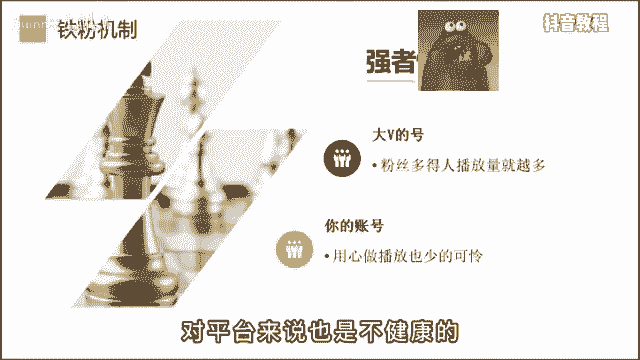 铁粉机制
抖音教程
强者
大V的号
•粉丝多得人播放量就越多
你的账号
•用心做播放也少的可怜
对平台来说也是不健康的